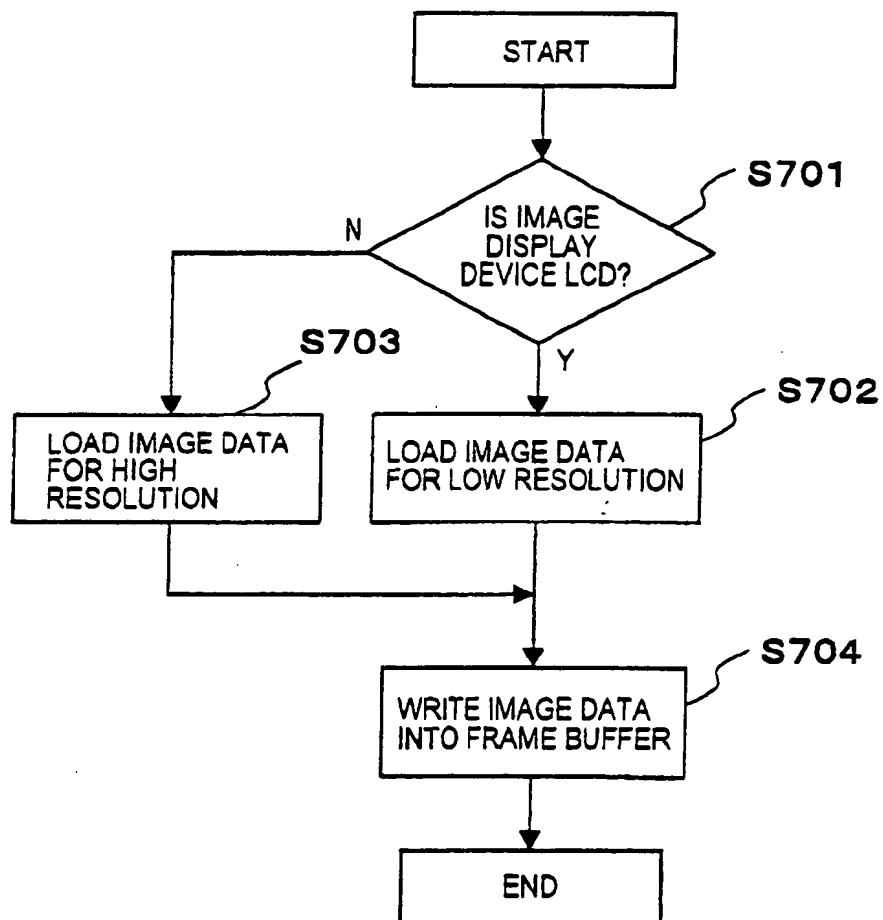 START
S701
IS IMAGE
DISPLAY
DEVICE LCD?
N
Y
S703
LOAD IMAGE DATA
FOR HIGH
RESOLUTION
S702
LOAD IMAGE DATA
FOR LOW RESOLUTION
S704
WRITE IMAGE DATA
INTO FRAME BUFFER
END